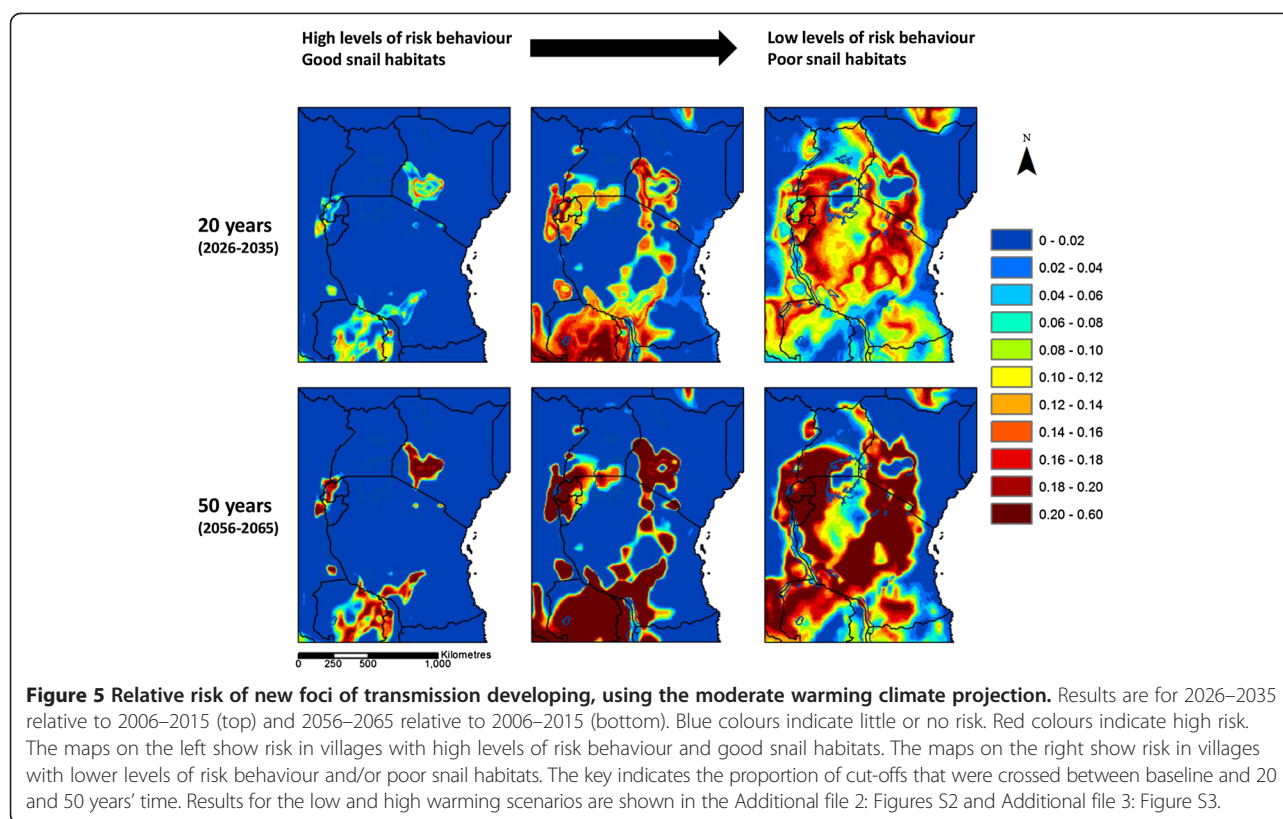 High levels of risk behaviour
Good snail habitats
Low levels of risk behaviour
Poor snail habitats
N
20 years
(2026-2035)
0 - 0.02
0.02 - 0.04
0.04 - 0.06
0.06 - 0.08
0.08 - 0.10
0.10 - 0.12
0.12 - 0.14
0.14 - 0.16
0.16 - 0.18
0.18 - 0.20
0.20 - 0.60
50 years
(2056-2065)
Kilometres
0 250 500 1,000
Figure 5 Relative risk of new foci of transmission developing, using the moderate warming climate projection. Results are for 2026–2035
relative to 2006–2015 (top) and 2056–2065 relative to 2006–2015 (bottom). Blue colours indicate little or no risk. Red colours indicate high risk.
The maps on the left show risk in villages with high levels of risk behaviour and good snail habitats. The maps on the right show risk in villages
with lower levels of risk behaviour and/or poor snail habitats. The key indicates the proportion of cut-offs that were crossed between baseline and 20
and 50 years' time. Results for the low and high warming scenarios are shown in the Additional file 2: Figures S2 and Additional file 3: Figure S3.